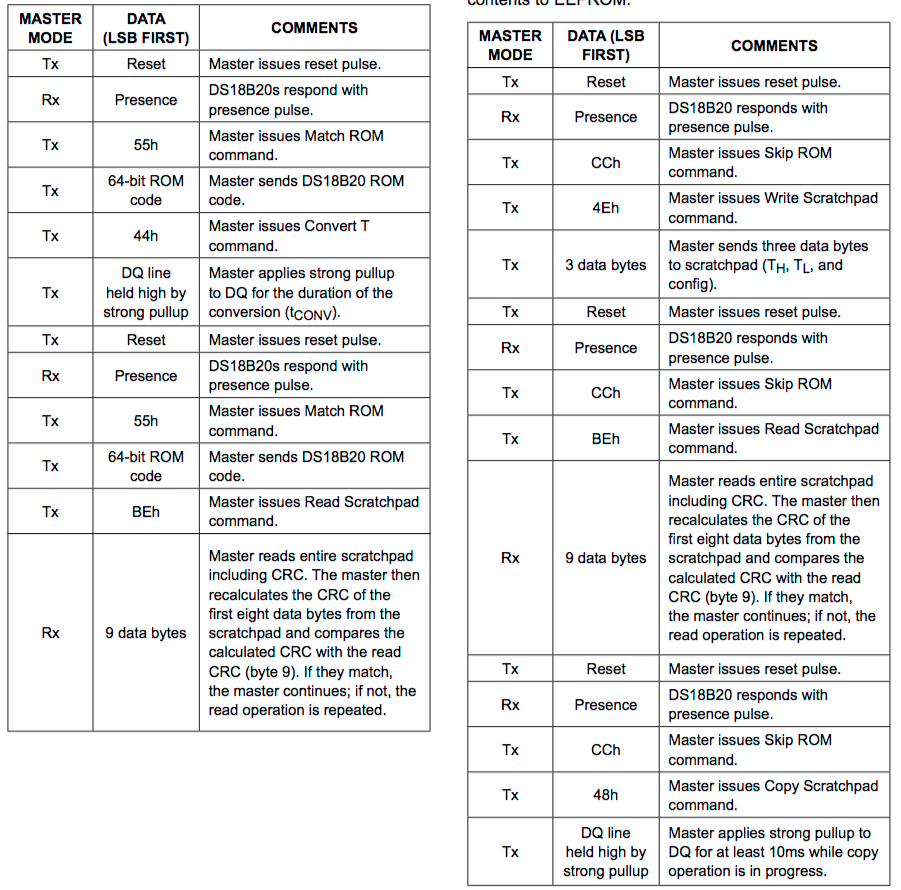 MASTER
MODE
DATA
(LSB FIRST)
COMMENTS
Tx
Reset
Master issues reset pulse.
Rx
Presence
DS18B20s respond with
presence pulse.
Tx
55h
Master issues Match ROM
command.
Tx
64-bit ROM
code
Master sends DS18B20 ROM
code.
Tx
44h
Master issues Convert T
command.
Tx
DQ line
held high by
strong pullup
Master applies strong pullup
to DQ for the duration of the
conversion (tCONV).
Tx
Reset
Master issues reset pulse.
Rx
Presence
DS18B20s respond with
presence pulse.
Tx
55h
Master issues Match ROM
command.
Tx
64-bit ROM
code
Master sends DS18B20 ROM
code.
Tx
BEh
Master issues Read Scratchpad
command.
Rx
9 data bytes
Master reads entire scratchpad
including CRC. The master then
recalculates the CRC of the
first eight data bytes from the
scratchpad and compares the
calculated CRC with the read
CRC (byte 9). If they match,
the master continues; if not, the
read operation is repeated.
contents to EEPROM.
MASTER
MODE
DATA (LSB
FIRST)
COMMENTS
Tx
Reset
Master issues reset pulse.
Rx
Presence
DS18B20 responds with
presence pulse.
Tx
CCh
Master issues Skip ROM
command.
Tx
4Eh
Master issues Write Scratchpad
command.
Tx
3 data bytes
Master sends three data bytes
to scratchpad (TH, TL, and
config).
Tx
Reset
Master issues reset pulse.
Rx
Presence
DS18B20 responds with
presence pulse.
Tx
CCh
Master issues Skip ROM
command.
Tx
BEh
Master issues Read Scratchpad
command.
Rx
9 data bytes
Master reads entire scratchpad
including CRC. The master then
recalculates the CRC of the
first eight data bytes from the
scratchpad and compares the
calculated CRC with the read
CRC (byte 9). If they match,
the master continues; if not, the
read operation is repeated.
Tx
Reset
Master issues reset pulse.
Rx
Presence
DS18B20 responds with
presence pulse.
Tx
CCh
Master issues Skip ROM
command.
Tx
48h
Master issues Copy Scratchpad
command.
Tx
DQ line
held high by
strong pullup
Master applies strong pullup to
DQ for at least 10ms while copy
operation is in progress.